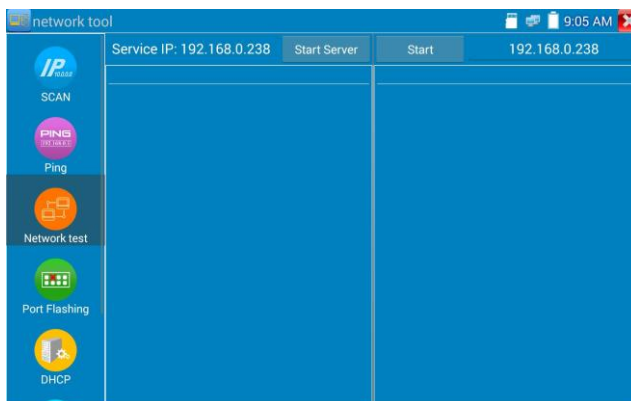 network tool
9:05 AM
Service IP: 192.168.0.238
Start Server
Start
192.168.0.238
IP
SCAN
PING
Ping
Network test
Port Flashing
DHCP